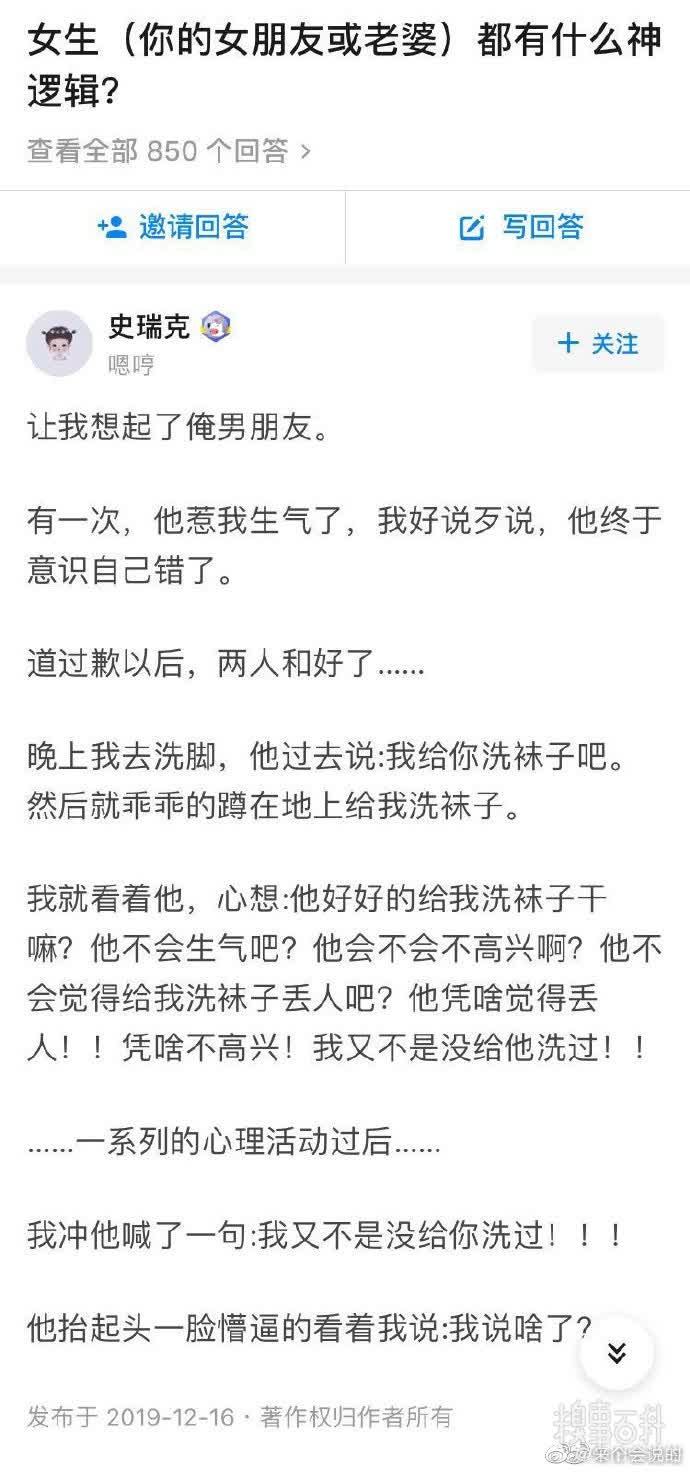 女生（你的女朋友或老婆）都有什么神
逻辑？
查看全部 850 个回答 >
邀请回答
写回答
史瑞克
嗯哼
+ 关注
让我想起了俺男朋友。
有一次，他惹我生气了，我好说歹说，他终于
意识自己错了。
道过歉以后，两人和好了......
晚上我去洗脚，他过去说:我给你洗袜子吧。
然后就乖乖的蹲在地上给我洗袜子。
我就看着他，心想:他好好的给我洗袜子干
嘛？他不会生气吧？他会不会不高兴啊？他不
会觉得给我洗袜子丢人吧？他凭啥觉得丢
人！！凭啥不高兴！我又不是没给他洗过！！
......一系列的心理活动过后......
我冲他喊了一句:我又不是没给你洗过！！！
他抬起头一脸懵逼的看着我说:我说啥了？
发布于 2019-12-16 · 著作权归作者所有